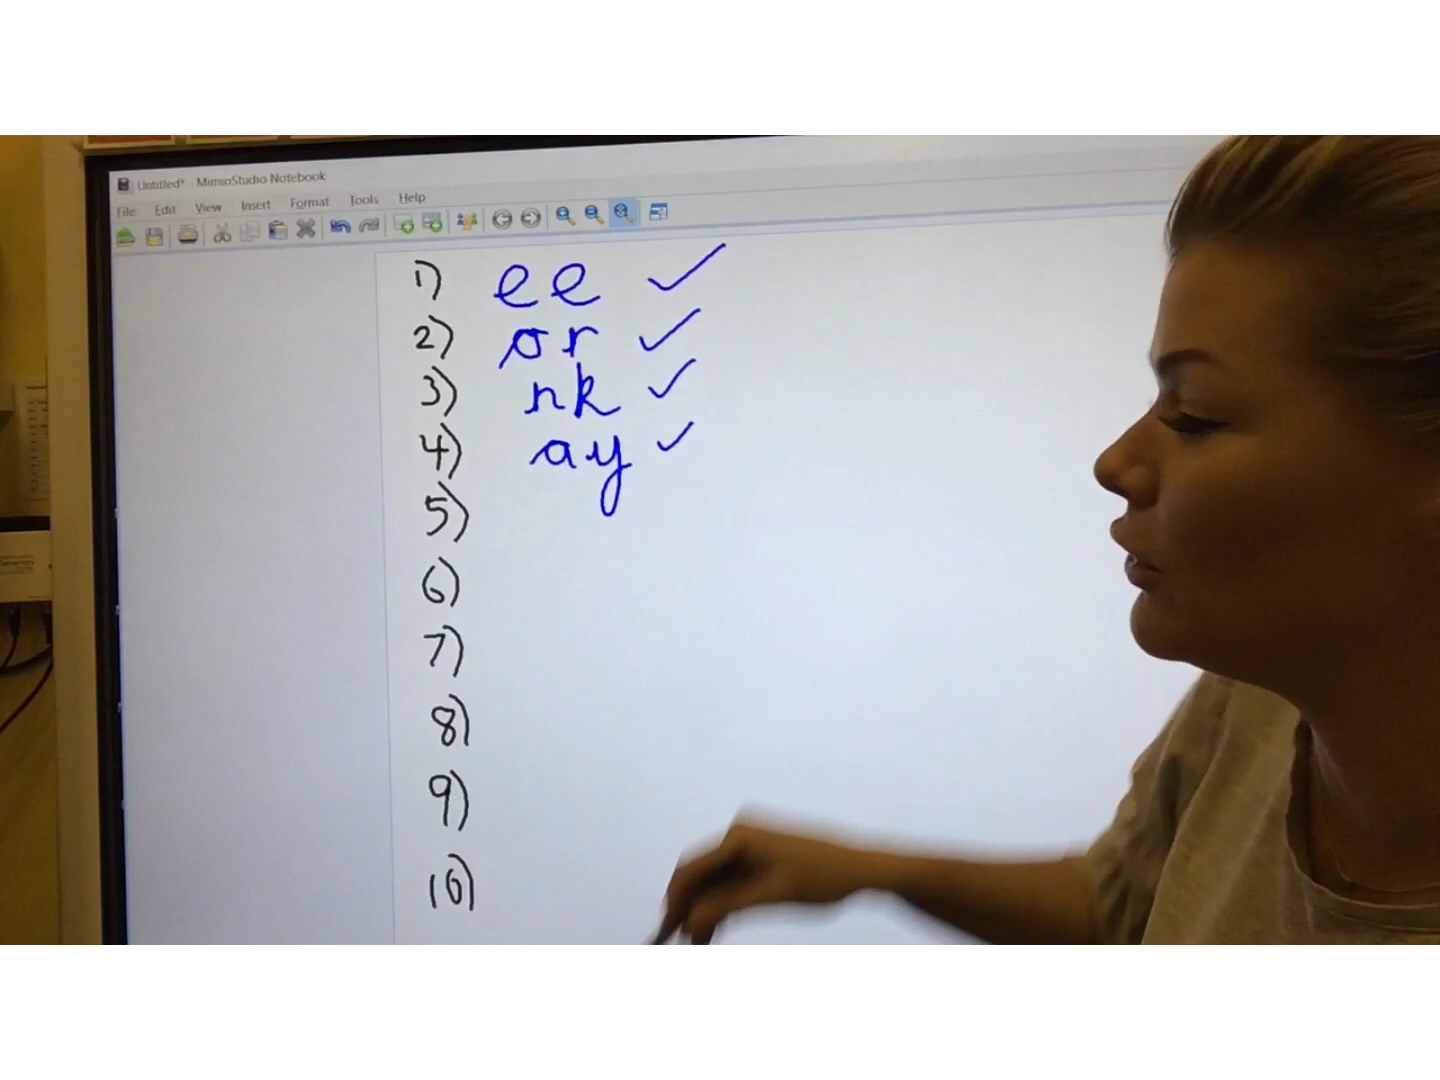 Untitled* - MimioStudio Notebook
File Edit View Insert Format Tools Help
1) ee ✓
2) or ✓
3) nk ✓
4) ay ✓
5)
6)
7)
8)
9)
10)